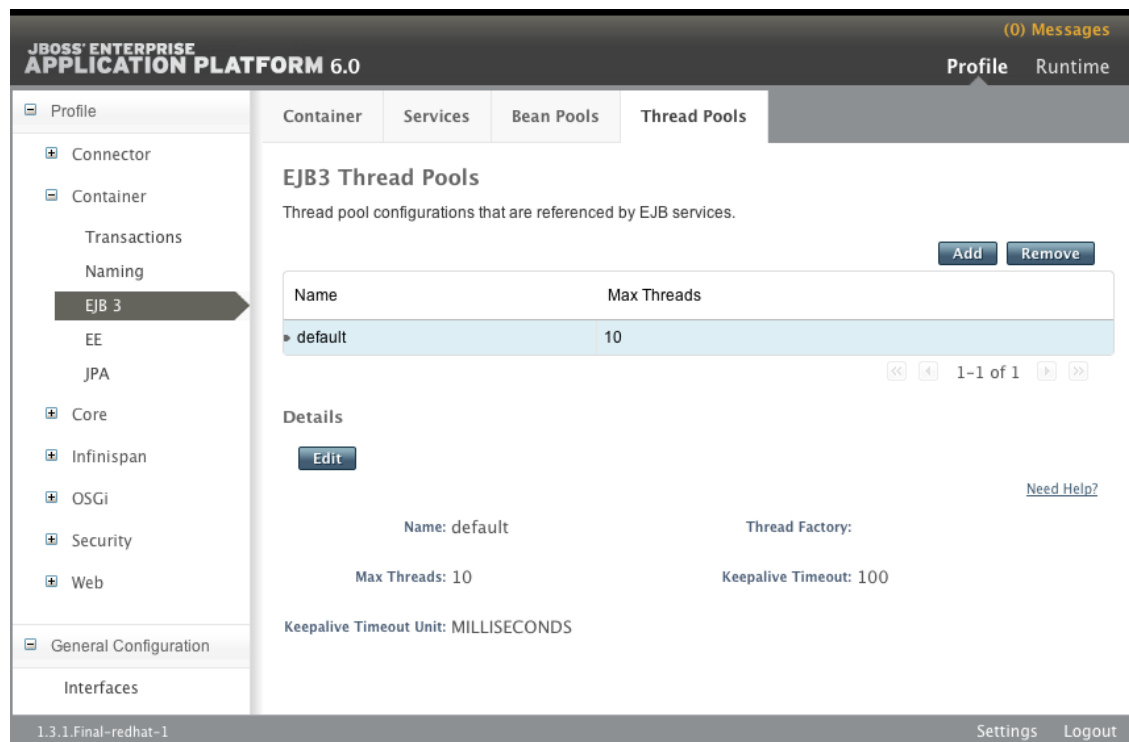 (0) Messages
JBOSS' ENTERPRISE
APPLICATION PLATFORM 6.0
Profile Runtime
Profile
Connector
Container
Transactions
Naming
EJB 3
EE
JPA
Core
Infinispan
OSGi
Security
Web
General Configuration
Interfaces
Container Services Bean Pools Thread Pools
EJB3 Thread Pools
Thread pool configurations that are referenced by EJB services.
Add Remove
Name Max Threads
default 10
1-1 of 1
Details
Edit
Need Help?
Name: default Thread Factory:
Max Threads: 10 Keepalive Timeout: 100
Keepalive Timeout Unit: MILLISECONDS
1.3.1.Final-redhat-1 Settings Logout